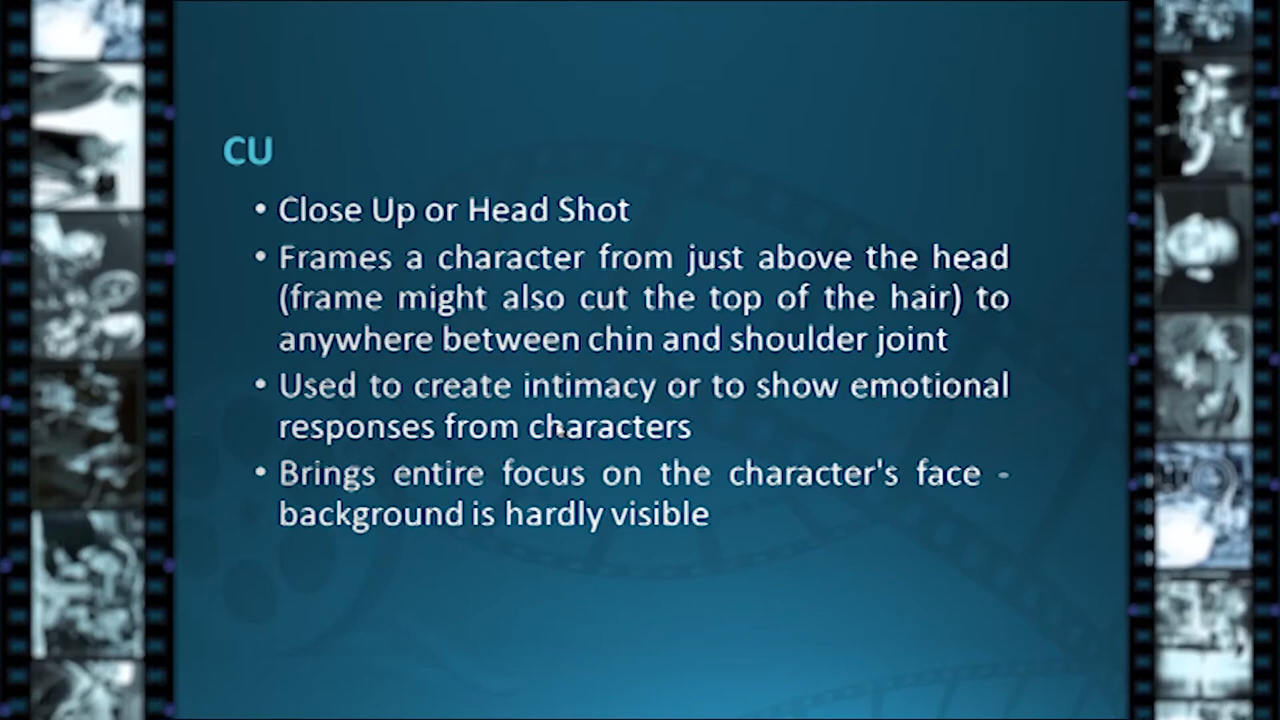 CU
• Close Up or Head Shot
• Frames a character from just above the head
(frame might also cut the top of the hair) to
anywhere between chin and shoulder joint
• Used to create intimacy or to show emotional
responses from characters
• Brings entire focus on the character's face -
background is hardly visible